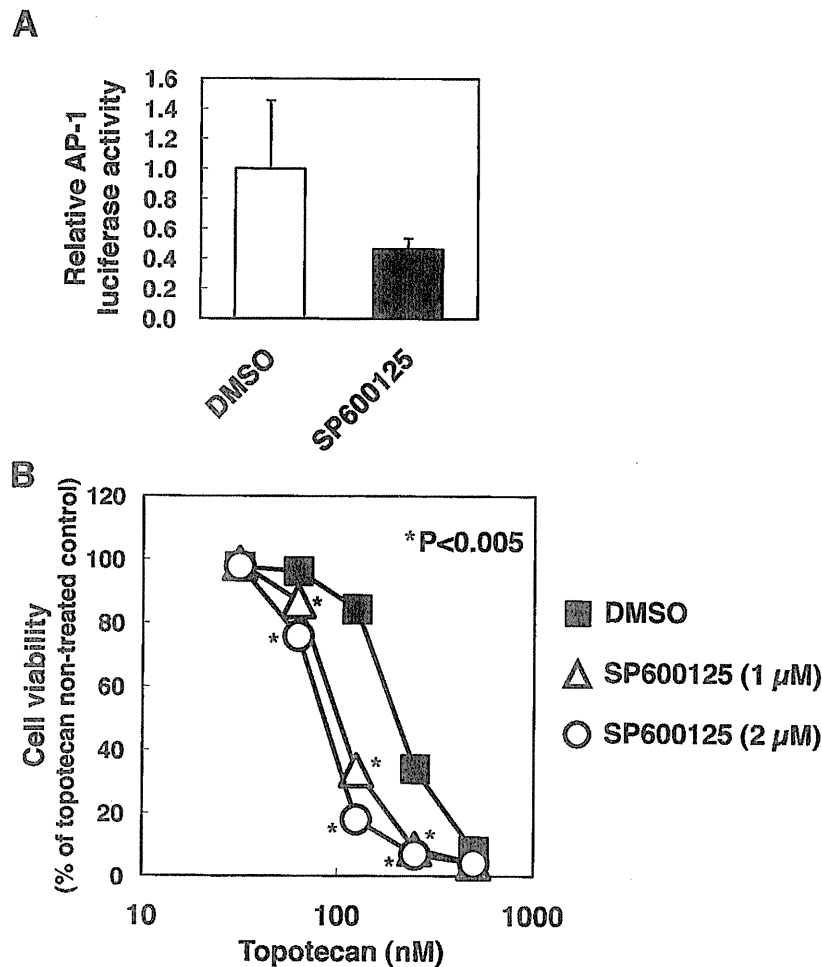 A
Relative AP-1
luciferase activity
1.6
1.4
1.2
1.0
0.8
0.6
0.4
0.2
0.0
DMSO
SP600125
B
Cell viability
(% of topotecan non-treated control)
120
100
80
60
40
20
0
*P<0.005
*
*
*
*
*
*
10
100
1000
Topotecan (nM)
DMSO
SP600125 (1 µM)
SP600125 (2 µM)